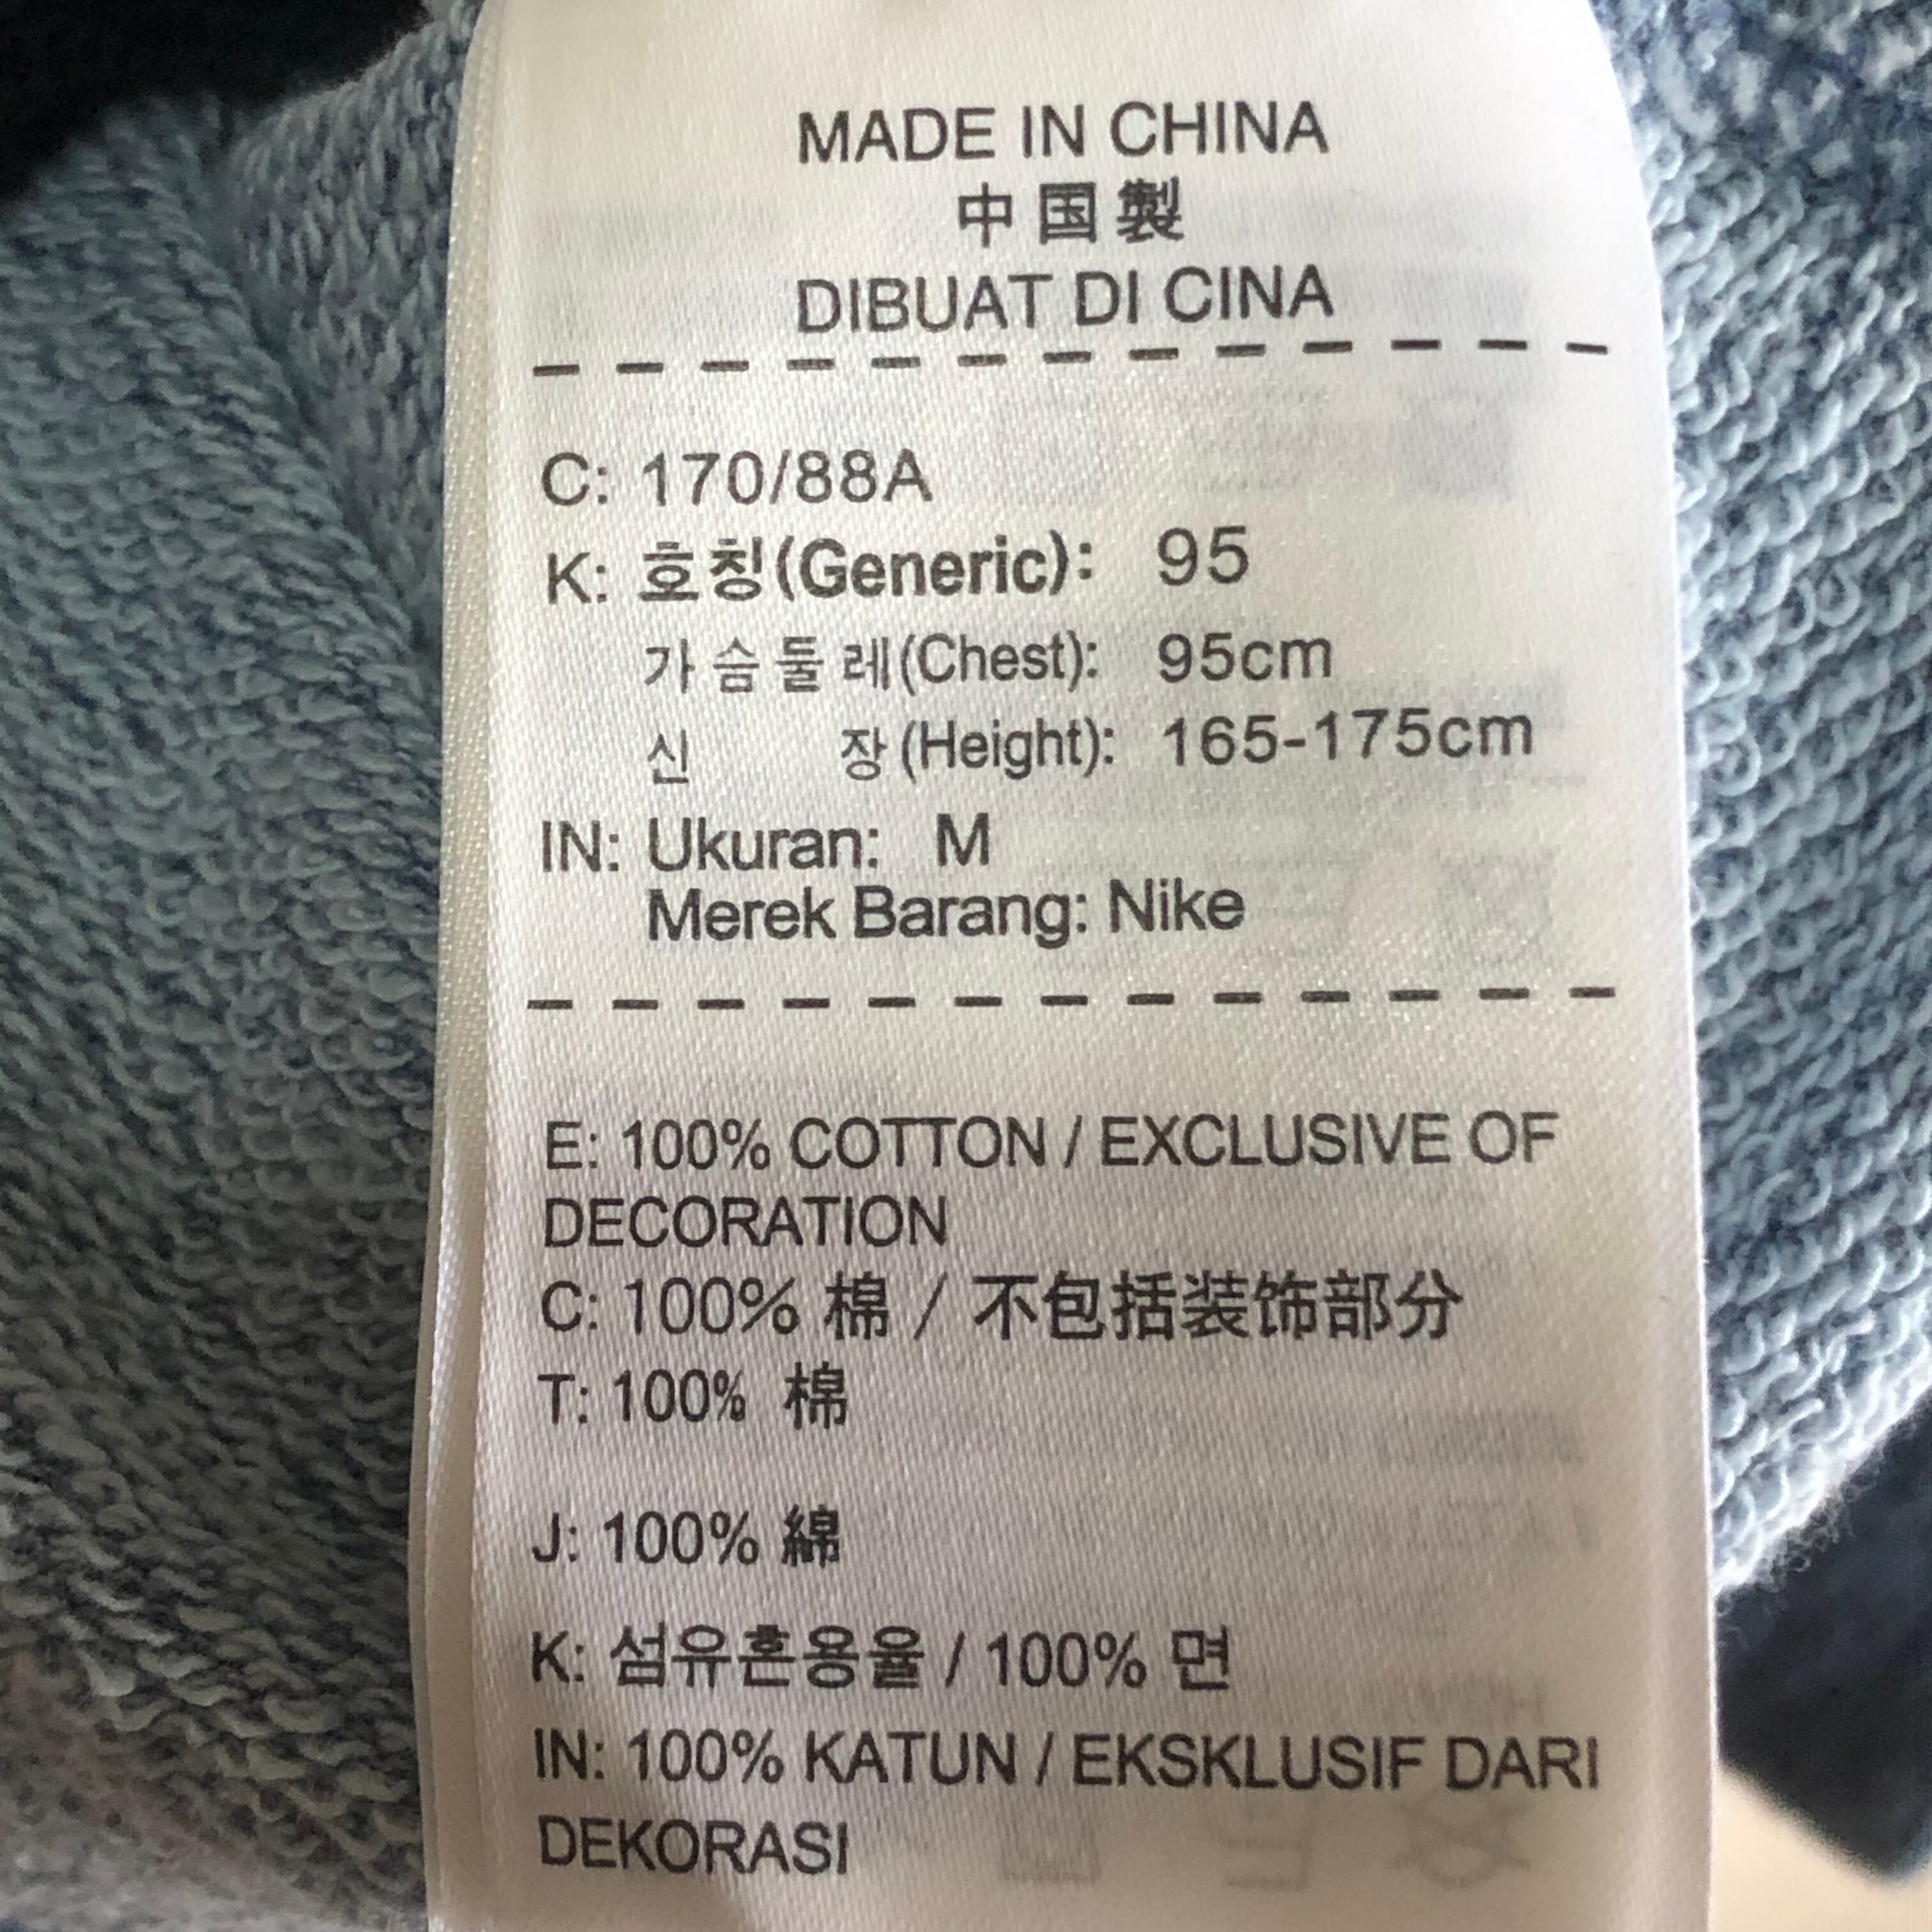 MADE IN CHINA
中国製
DIBUAT DI CINA
C: 170/88A
K: 호칭(Generic): 95
가슴둘레(Chest): 95cm
신 장(Height): 165-175cm
IN: Ukuran: M
Merek Barang: Nike
E: 100% COTTON / EXCLUSIVE OF
DECORATION
C: 100% 棉 / 不包括装饰部分
T: 100% 棉
J: 100% 綿
K: 섬유혼용율 / 100% 면
IN: 100% KATUN / EKSKLUSIF DARI
DEKORASI